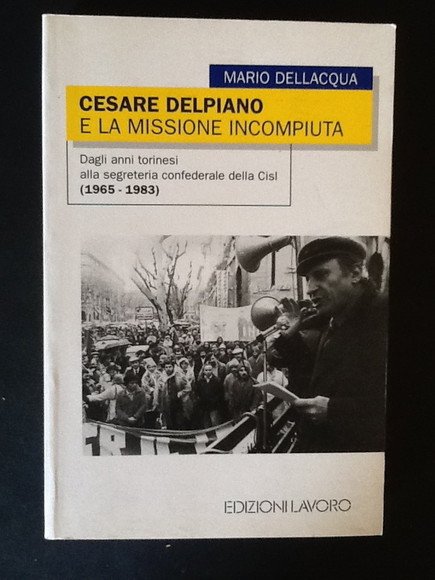 MARIO DELLACQUA
CESARE DELPIANO
E LA MISSIONE INCOMPIUTA
Dagli anni torinesi
alla segreteria confederale della Cisl
(1965 - 1983)
EDIZIONI LAVORO